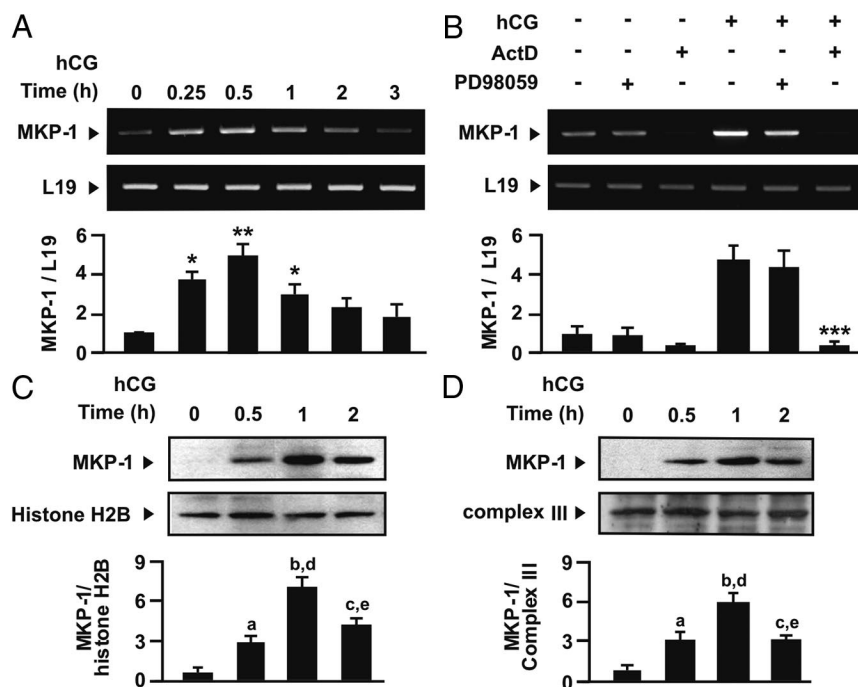 A
hCG
Time (h) 0 0.25 0.5 1 2 3
MKP-1
L19
MKP-1 / L19
6
4
2
0
*
**
*
B
hCG - - - + + +
ActD - - + - - +
PD98059 - + - - + -
MKP-1
L19
MKP-1 / L19
6
4
2
0
***
C
hCG
Time (h) 0 0.5 1 2
MKP-1
Histone H2B
MKP-1/
histone H2B
9
6
3
0
a
b,d
c,e
D
hCG
Time (h) 0 0.5 1 2
MKP-1
complex III
MKP-1/
Complex III
9
6
3
0
a
b,d
c,e